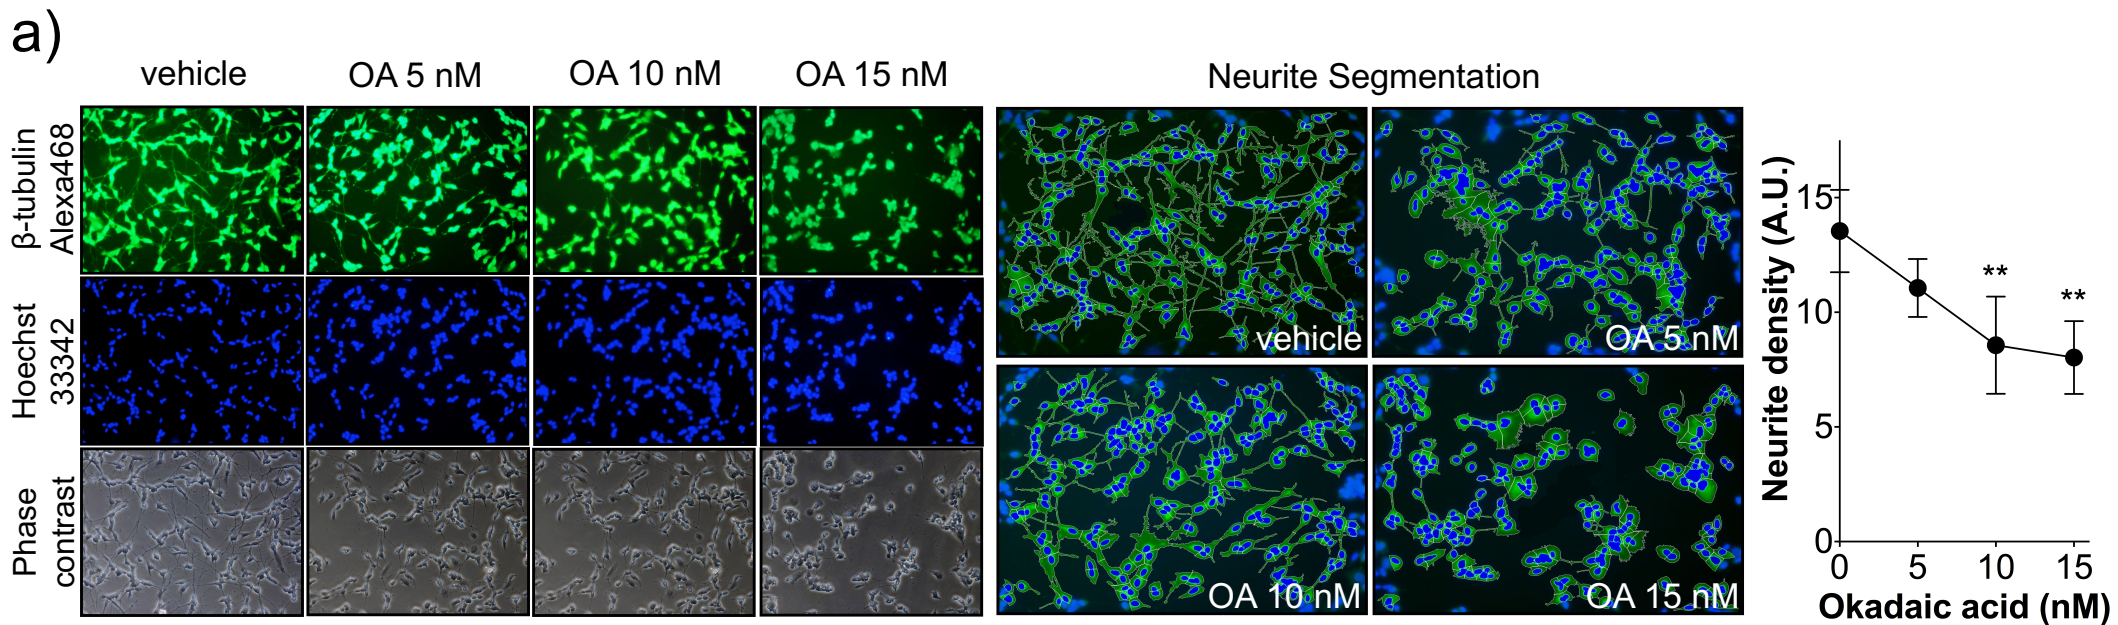 a)
vehicle
OA 5 nM
OA 10 nM
OA 15 nM
Neurite Segmentation
β-tubulin
Alexa468
Hoechst
33342
Phase
contrast
vehicle
OA 5 nM
OA 10 nM
OA 15 nM
Neurite density (A.U.)
15
10
5
0
**
**
0 5 10 15
Okadaic acid (nM)